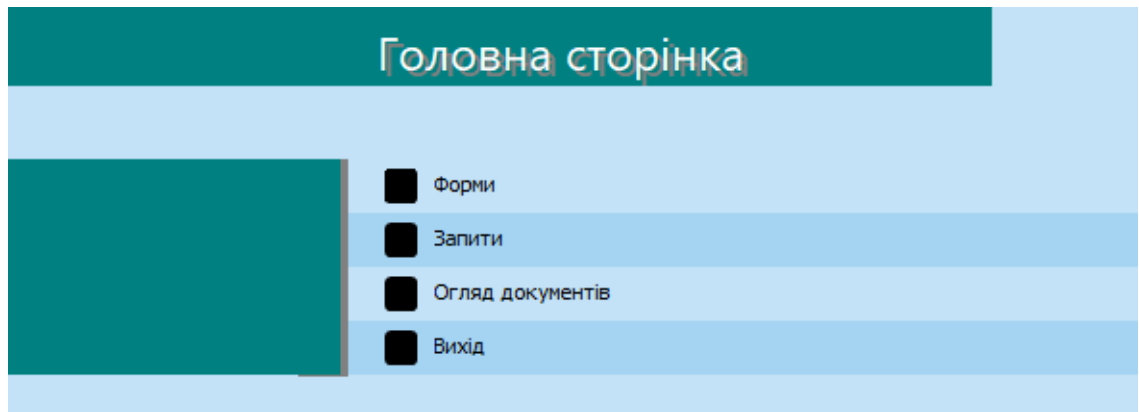 Головна сторінка
Форми
Запити
Огляд документів
Вихід